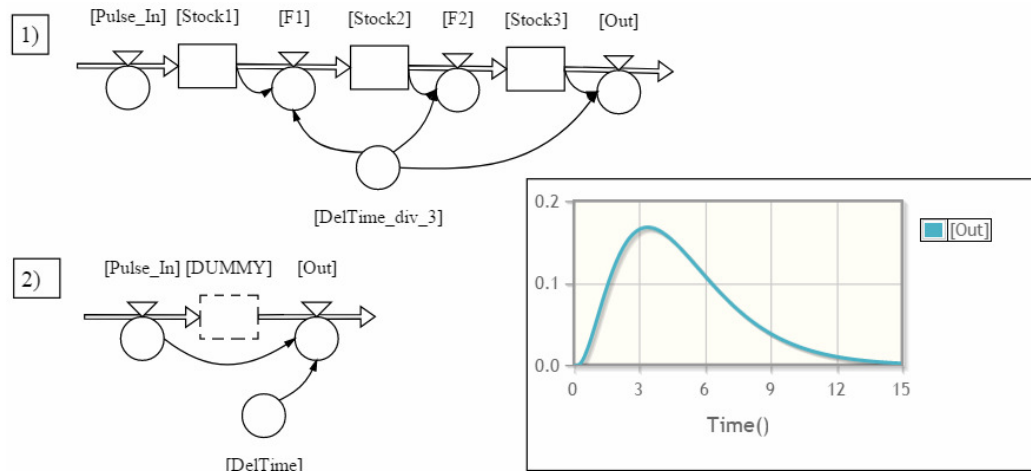 1)
[Pulse_In] [Stock1] [F1] [Stock2] [F2] [Stock3] [Out]
[DelTime_div_3]
2)
[Pulse_In] [DUMMY] [Out]
[DelTime]
0.2
0.1
0.0
0 3 6 9 12 15
Time()
[Out]